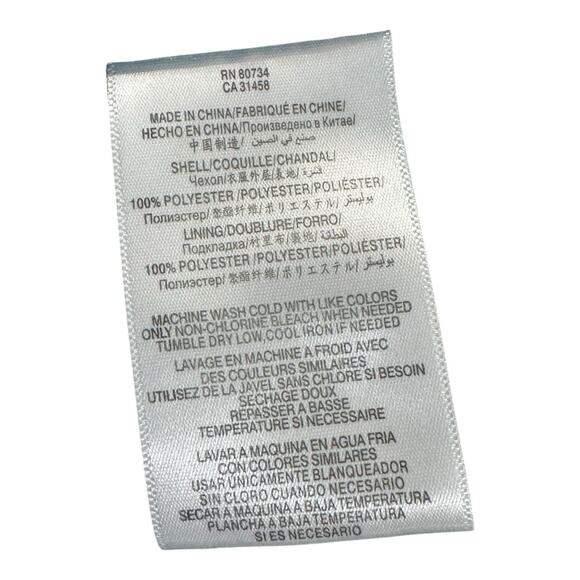 RN 80734
CA 31458
MADE IN CHINA/FABRIQUÉ EN CHINE/
HECHO EN CHINA/Произведено в Китае/
中国制造/ صنع في الصين
SHELL/COQUILLE/CHANDAL/
Чехол/衣服外层/表地/ قشرة/
100% POLYESTER/POLYESTER/POLIÉSTER/
Полиэстер/聚酯纤维/ポリエステル/ بوليستر
LINING/DOUBLURE/FORRO/
Подкладка/衬里布/裏地/ البطانة/
100% POLYESTER/POLYESTER/POLIÉSTER/
Полиэстер/聚酯纤维/ポリエステル/ بوليستر
MACHINE WASH COLD WITH LIKE COLORS
ONLY NON-CHLORINE BLEACH WHEN NEEDED
TUMBLE DRY LOW, COOL IRON IF NEEDED
LAVAGE EN MACHINE A FROID AVEC
DES COULEURS SIMILAIRES
UTILISEZ DE LA JAVEL SANS CHLORE SI BESOIN
SECHAGE DOUX
REPASSER A BASSE
TEMPERATURE SI NECESSAIRE
LAVAR A MAQUINA EN AGUA FRIA
CON COLORES SIMILARES
USAR ÚNICAMENTE BLANQUEADOR
SIN CLORO CUANDO NECESARIO
SECAR A MAQUINA A BAJA TEMPERATURA
PLANCHA A BAJA TEMPERATURA
SI ES NECESARIO